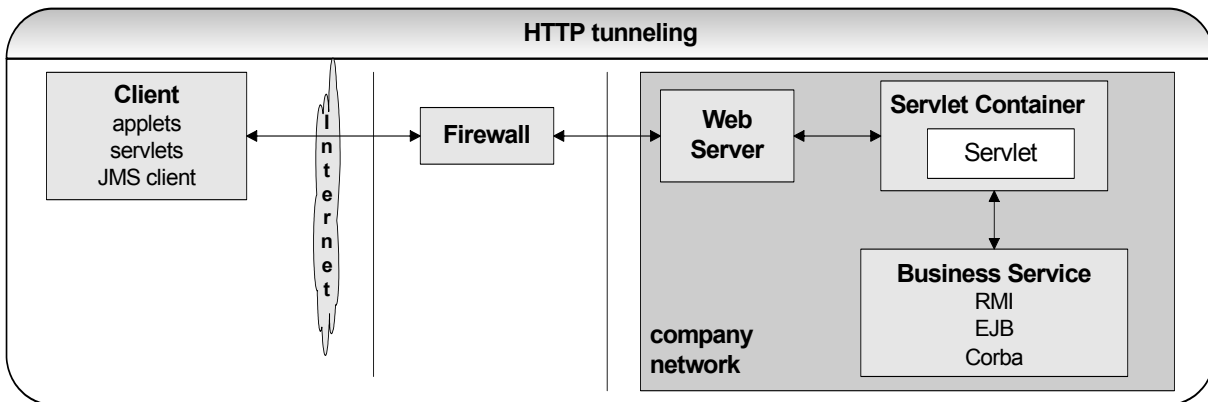 HTTP tunneling
Client
applets
servlets
JMS client
Internet
Firewall
Web
Server
Servlet Container
Servlet
Business Service
RMI
EJB
Corba
company
network